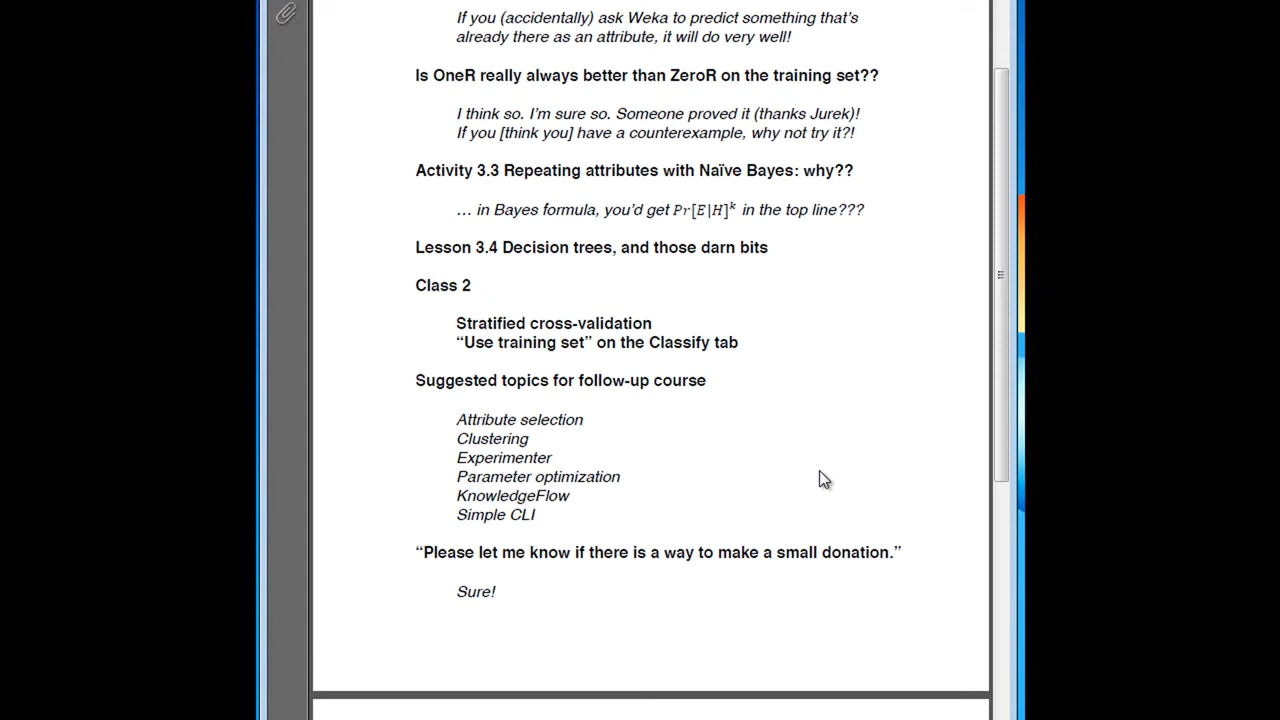 If you (accidentally) ask Weka to predict something that's
already there as an attribute, it will do very well!
Is OneR really always better than ZeroR on the training set??
I think so. I'm sure so. Someone proved it (thanks Jurek)!
If you [think you] have a counterexample, why not try it?!
Activity 3.3 Repeating attributes with Naïve Bayes: why??
… in Bayes formula, you'd get Pr[E|H]ᵏ in the top line???
Lesson 3.4 Decision trees, and those darn bits
Class 2
Stratified cross-validation
“Use training set” on the Classify tab
Suggested topics for follow-up course
Attribute selection
Clustering
Experimenter
Parameter optimization
KnowledgeFlow
Simple CLI
“Please let me know if there is a way to make a small donation.”
Sure!